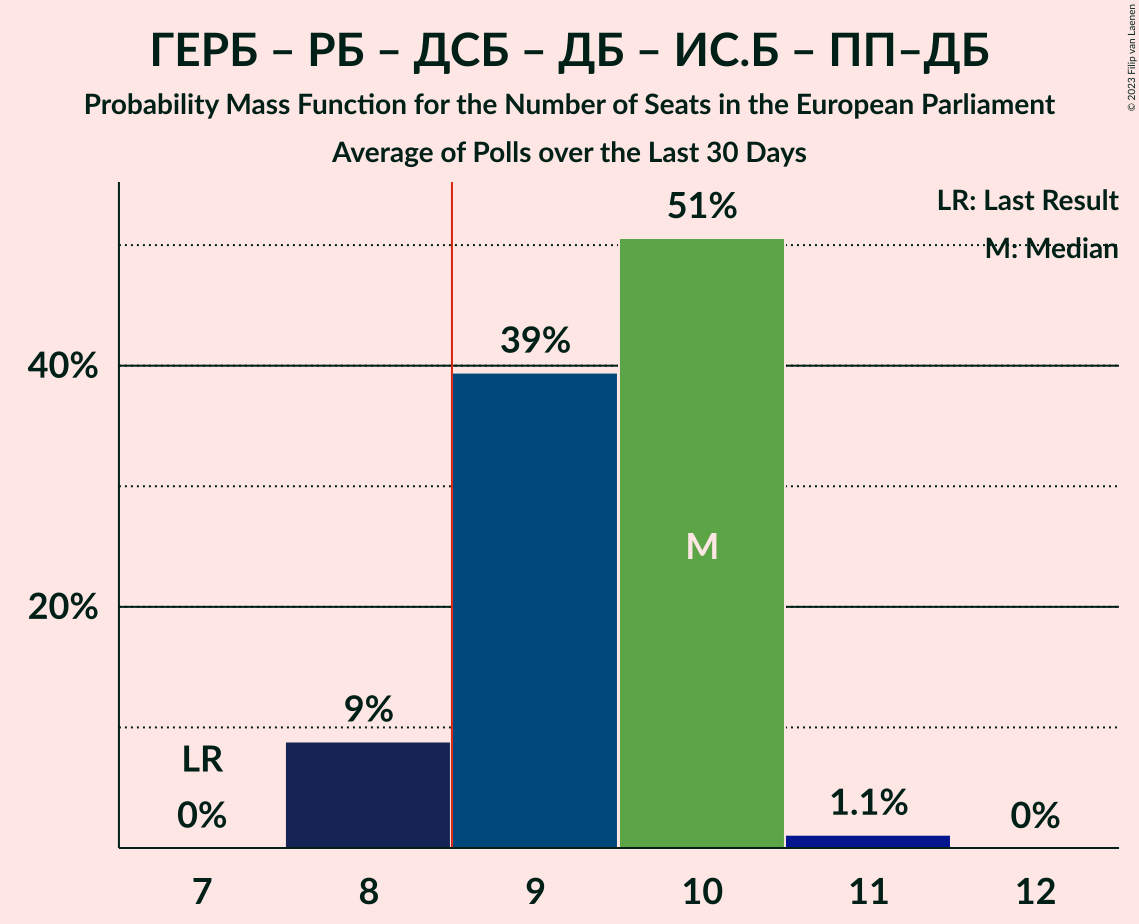 ГЕРБ – РБ – ДСБ – ДБ – ИС.Б – ПП–ДБ
Probability Mass Function for the Number of Seats in the European Parliament
Average of Polls over the Last 30 Days
© 2023 Filip van Laenen
LR: Last Result
M: Median
51%
39%
40%
M
20%
9%
LR
0%
1.1%
0%
7 8 9 10 11 12